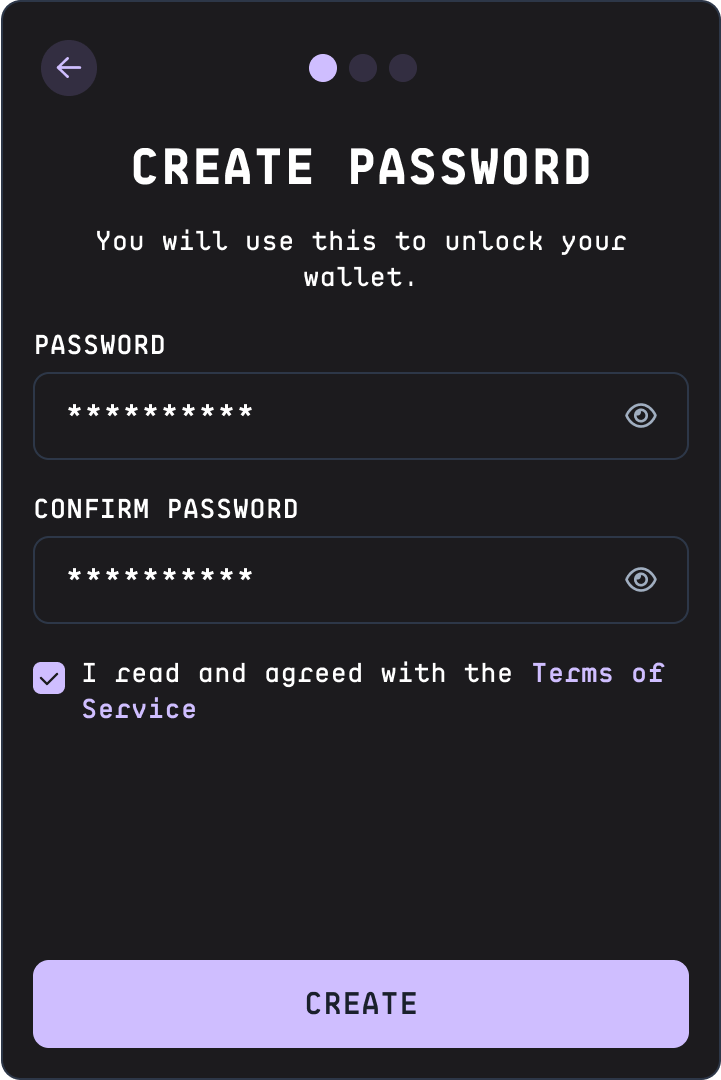 CREATE PASSWORD
You will use this to unlock your
wallet.
PASSWORD
**********
CONFIRM PASSWORD
**********
I read and agreed with the Terms of
Service
CREATE